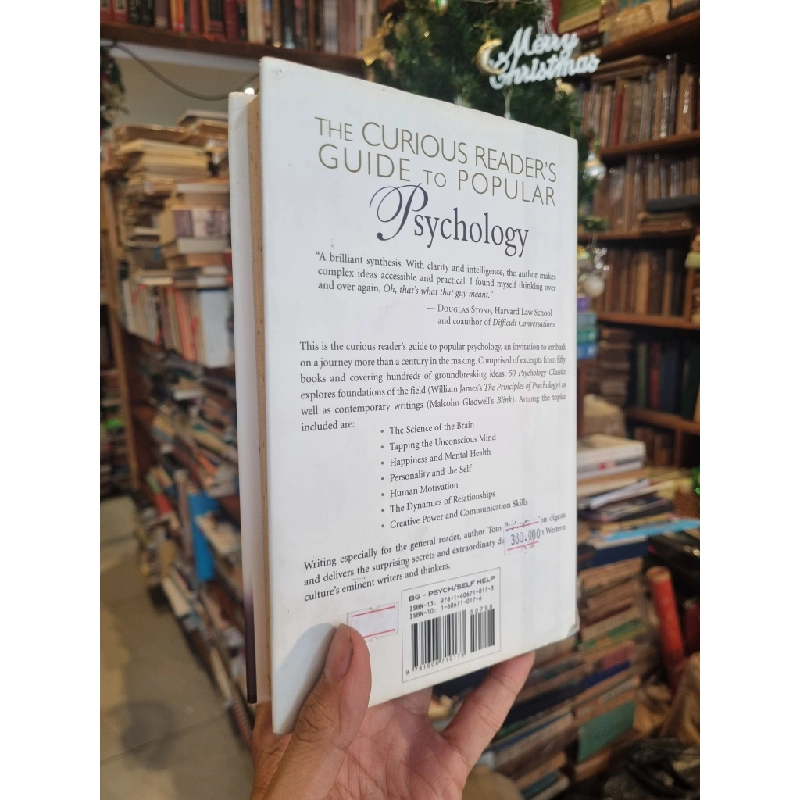 Merry
Christmas
THE CURIOUS READER'S
GUIDE TO POPULAR
Psychology
"A brilliant synthesis. With clarity and intelligence, the author makes
complex ideas accessible and practical. I found myself thinking over
and over again, Oh, that's what that guy meant."
— DOUGLAS STONE, Harvard Law School
and coauthor of Difficult Conversations
This is the curious reader's guide to popular psychology, an invitation to embark
on a journey more than a century in the making. Comprised of excerpts from fifty
books and covering hundreds of groundbreaking ideas, 50 Psychology Classics
explores foundations of the field (William James's The Principles of Psychology) as
well as contemporary writings (Malcolm Gladwell's Blink). Among the topics
included are:
• The Science of the Brain
• Tapping the Unconscious Mind
• Happiness and Mental Health
• Personality and the Self
• Human Motivation
• The Dynamics of Relationships
• Creative Power and Communication Skills
Writing especially for the general reader, author Tom
and delivers the surprising secrets and extraordinary Western
culture's eminent writers and thinkers.
BG - PSYCH/SELF HELP